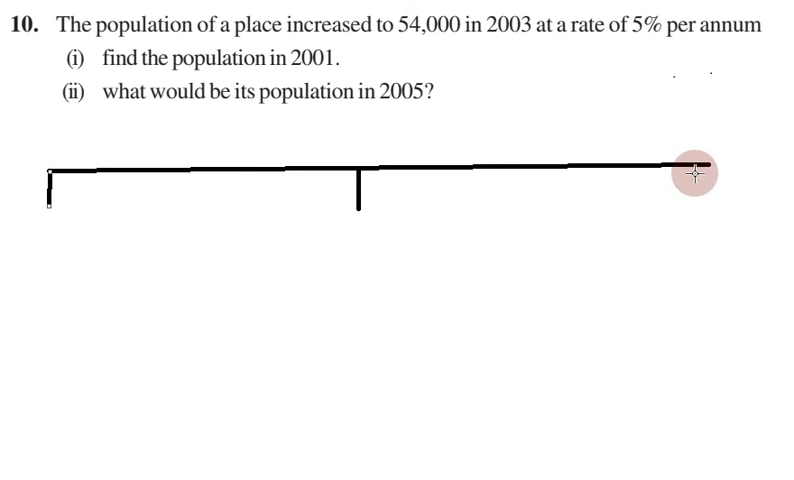 10. The population of a place increased to 54,000 in 2003 at a rate of 5% per annum
(i) find the population in 2001.
(ii) what would be its population in 2005?